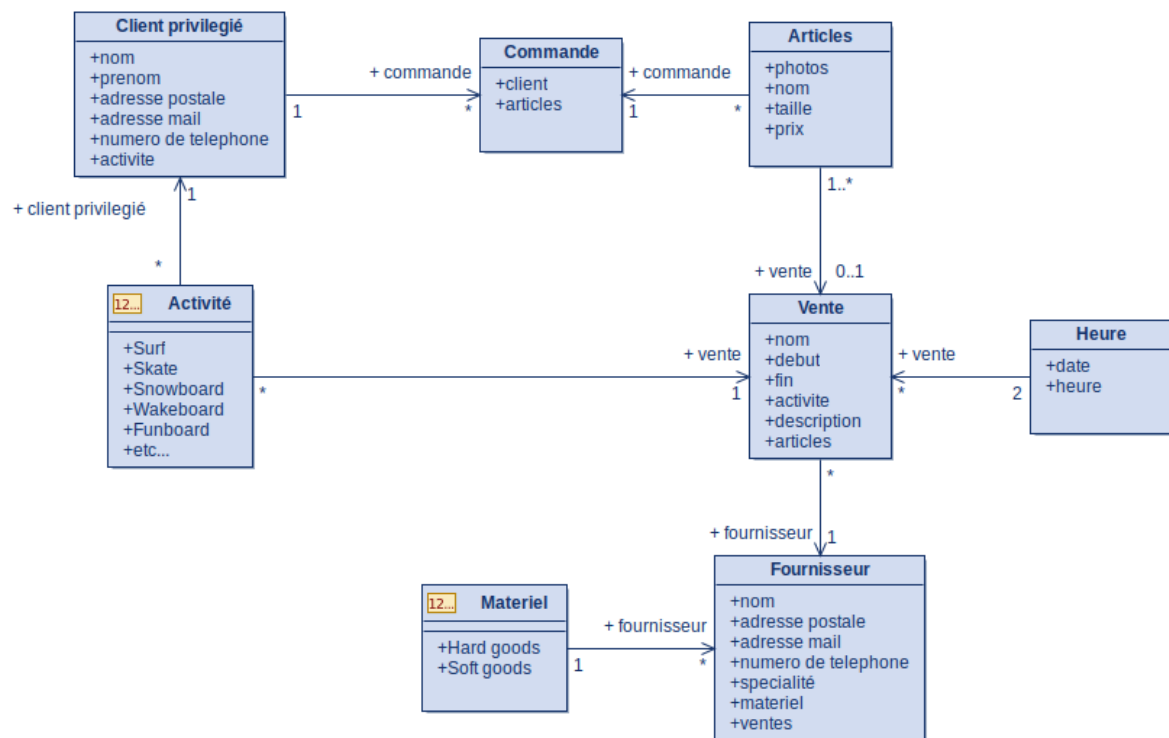 Client privilegié
+nom
+prenom
+adresse postale
+adresse mail
+numero de telephone
+activite
+ commande
1
*
Commande
+client
+articles
+ commande
1
*
Articles
+photos
+nom
+taille
+prix
1
+ client privilegié
*
1..*
+ vente
0..1
12...
Activité
+Surf
+Skate
+Snowboard
+Wakeboard
+Funboard
+etc...
*
+ vente
1
Vente
+nom
+debut
+fin
+activite
+description
+articles
+ vente
*
2
Heure
+date
+heure
*
+ fournisseur
1
12...
Materiel
+Hard goods
+Soft goods
+ fournisseur
1
*
Fournisseur
+nom
+adresse postale
+adresse mail
+numero de telephone
+specialité
+materiel
+ventes